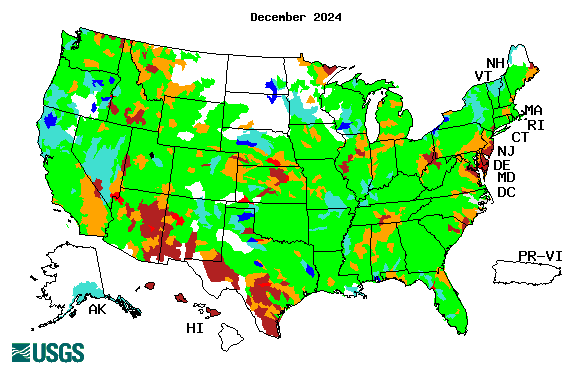 December 2024
NH
VT
MA
RI
CT
NJ
DE
MD
DC
PR-VI
AK
HI
USGS